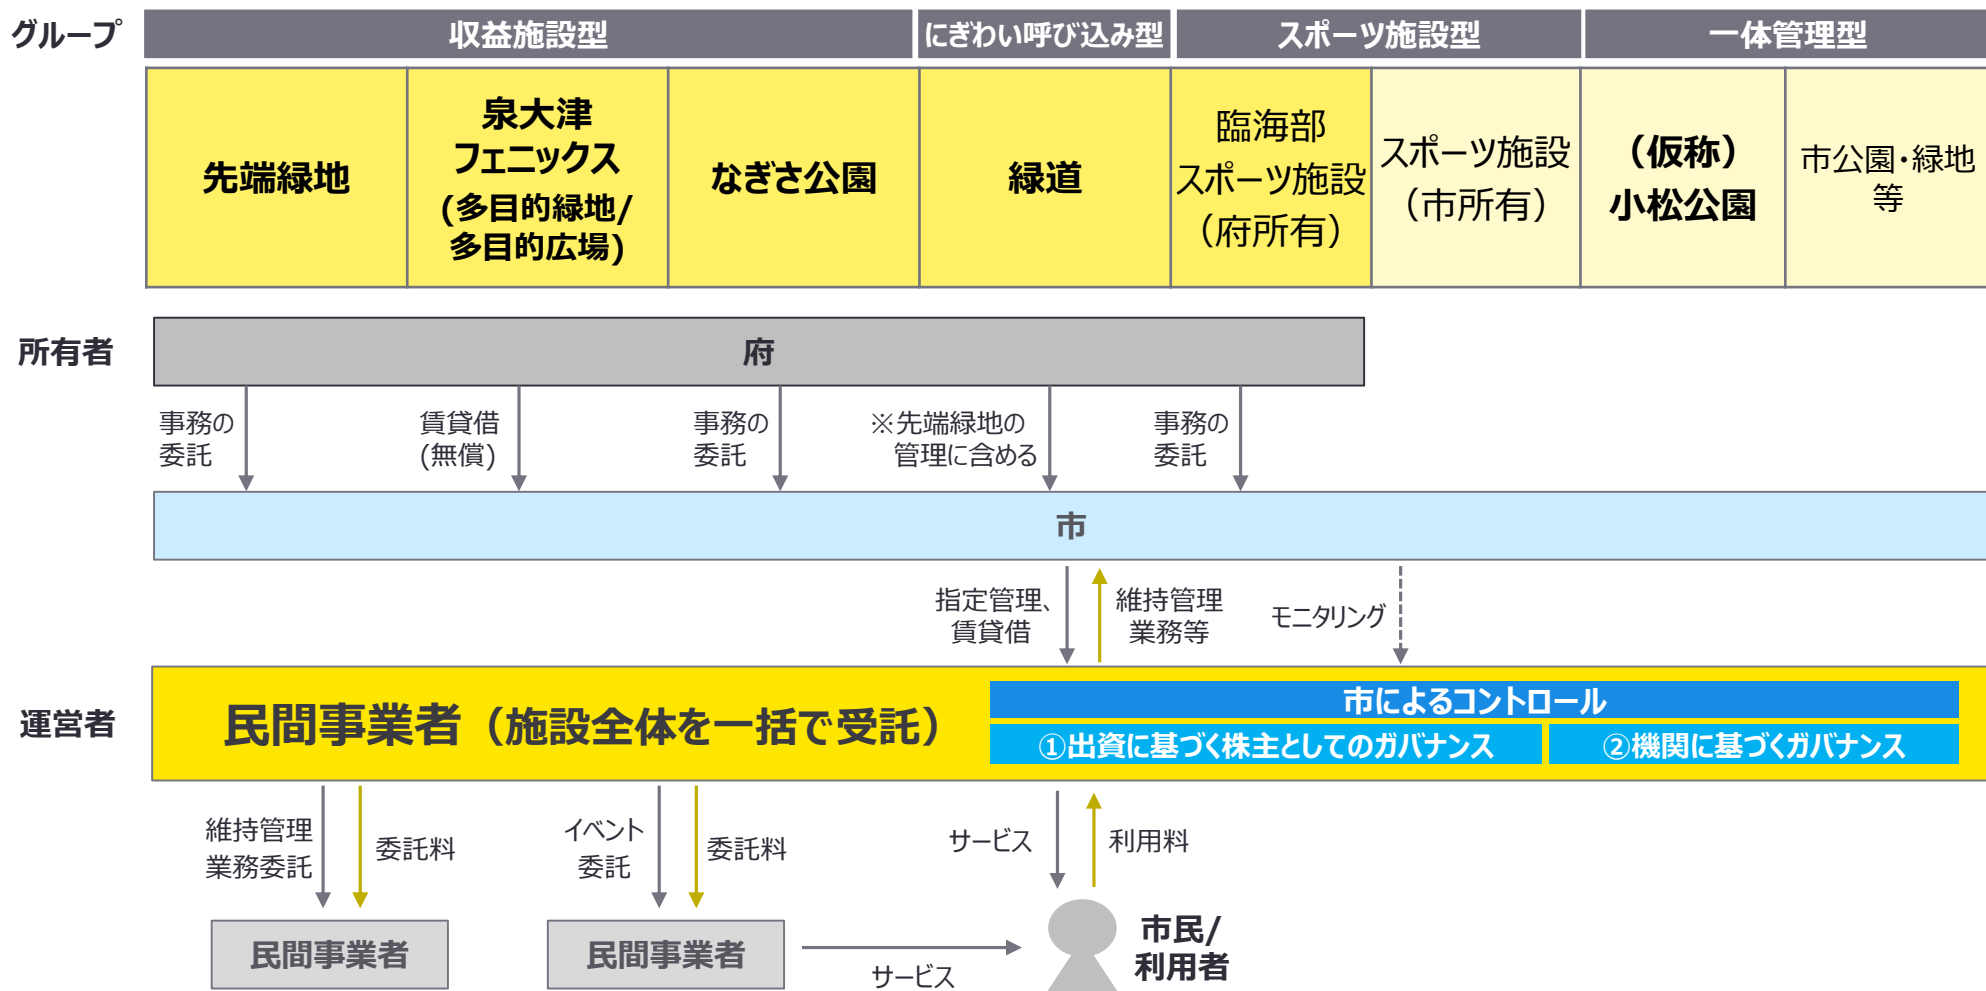 グループ
収益施設型
にぎわい呼び込み型
スポーツ施設型
一体管理型
先端緑地
泉大津
フェニックス
(多目的緑地/
多目的広場)
なぎさ公園
緑道
臨海部
スポーツ施設
（府所有）
スポーツ施設
（市所有）
（仮称）
小松公園
市公園・緑地
等
所有者
府
事務の
委託
賃貸借
(無償)
事務の
委託
※先端緑地の
管理に含める
事務の
委託
市
指定管理、
賃貸借
維持管理
業務等
モニタリング
運営者
民間事業者（施設全体を一括で受託）
市によるコントロール
①出資に基づく株主としてのガバナンス
②機関に基づくガバナンス
維持管理
業務委託
委託料
イベント
委託
委託料
サービス
利用料
民間事業者
民間事業者
サービス
市民/
利用者